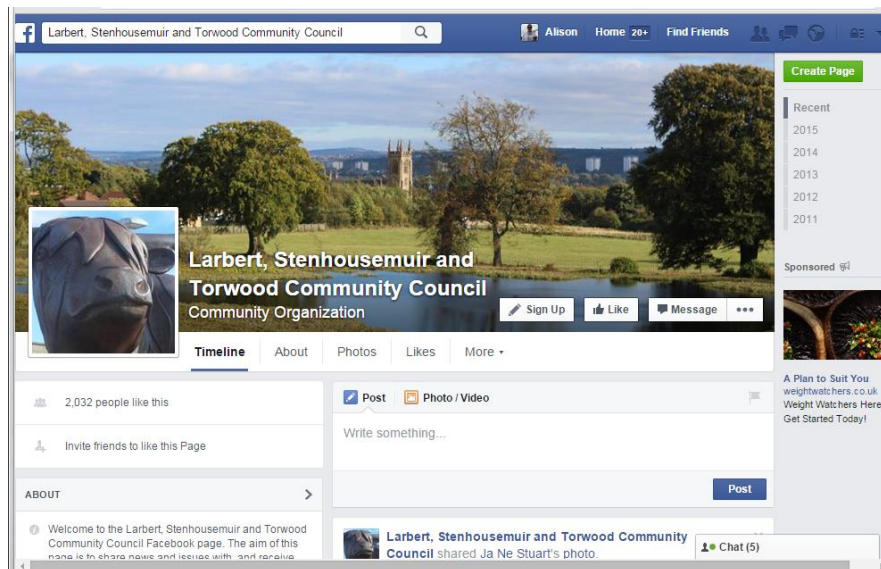 f
Larbert, Stenhousemuir and Torwood Community Council
Alison Home 20+ Find Friends
Create Page
Recent
2015
2014
2013
2012
2011
Larbert, Stenhousemuir and
Torwood Community Council
Community Organization
Sign Up Like Message
Sponsored
Timeline About Photos Likes More
2,032 people like this
Invite friends to like this Page
ABOUT
Welcome to the Larbert, Stenhousemuir and Torwood
Community Council Facebook page. The aim of this
page is to share news and issues with, and receive
Post Photo / Video
Write something...
Post
Larbert, Stenhousemuir and Torwood Community
Council shared Ja Ne Stuart's photo.
A Plan to Suit You
weightwatchers.co.uk
Weight Watchers Here
Get Started Today!
Chat (5)